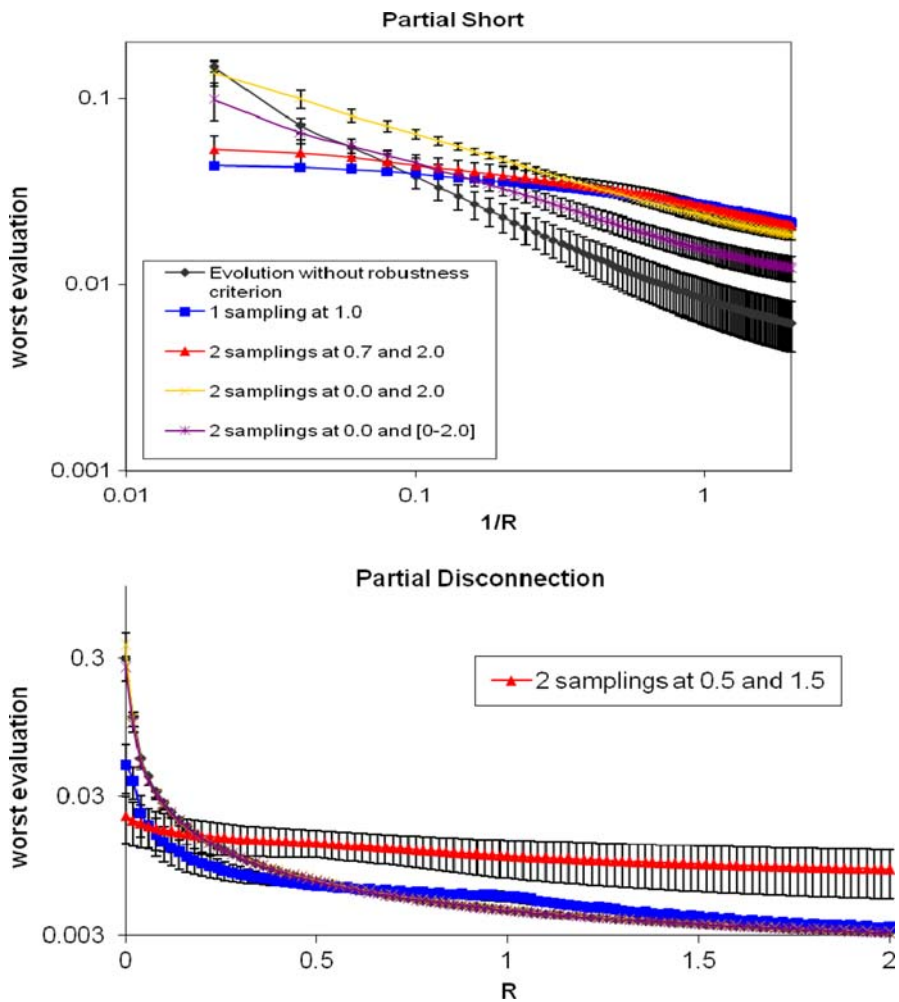 Partial Short
0.1
0.01
0.001
worst evaluation
Evolution without robustness
criterion
1 sampling at 1.0
2 samplings at 0.7 and 2.0
2 samplings at 0.0 and 2.0
2 samplings at 0.0 and [0-2.0]
0.01
0.1
1
1/R
Partial Disconnection
0.3
0.03
0.003
worst evaluation
2 samplings at 0.5 and 1.5
0
0.5
1
1.5
2
R